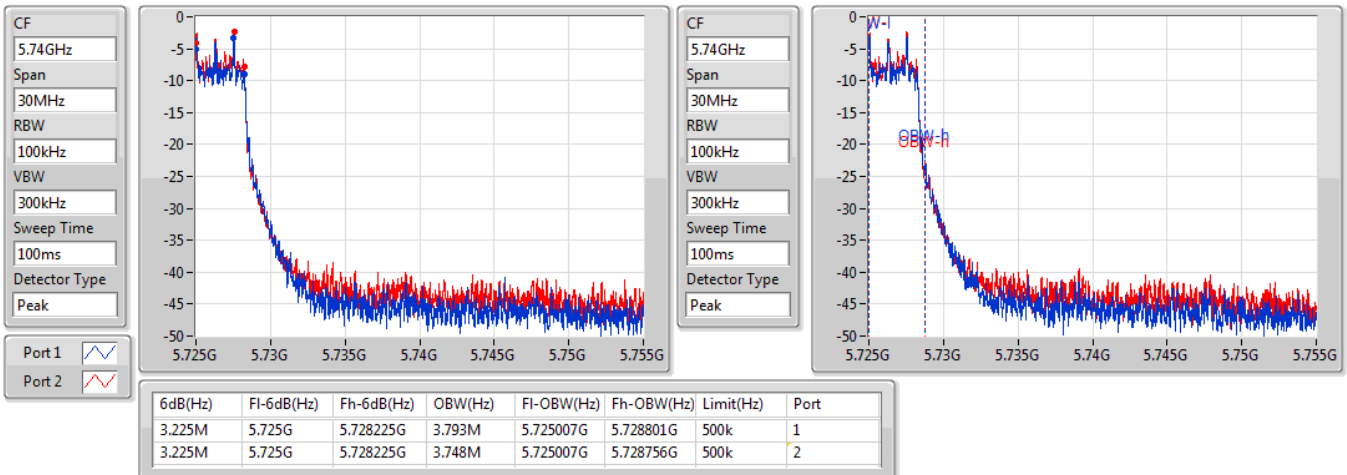 CF
5.74GHz
Span
30MHz
RBW
100kHz
VBW
300kHz
Sweep Time
100ms
Detector Type
Peak
0
-5
-10
-15
-20
-25
-30
-35
-40
-45
-50
5.725G 5.73G 5.735G 5.74G 5.745G 5.75G 5.755G
CF
5.74GHz
Span
30MHz
RBW
100kHz
VBW
300kHz
Sweep Time
100ms
Detector Type
Peak
0
-5
-10
-15
-20
-25
-30
-35
-40
-45
-50
W-l
OBW-h
OBW-h
5.725G 5.73G 5.735G 5.74G 5.745G 5.75G 5.755G
Port 1
Port 2
6dB(Hz) Fl-6dB(Hz) Fh-6dB(Hz) OBW(Hz) Fl-OBW(Hz) Fh-OBW(Hz) Limit(Hz) Port
3.225M 5.725G 5.728225G 3.793M 5.725007G 5.728801G 500k 1
3.225M 5.725G 5.728225G 3.748M 5.725007G 5.728756G 500k 2